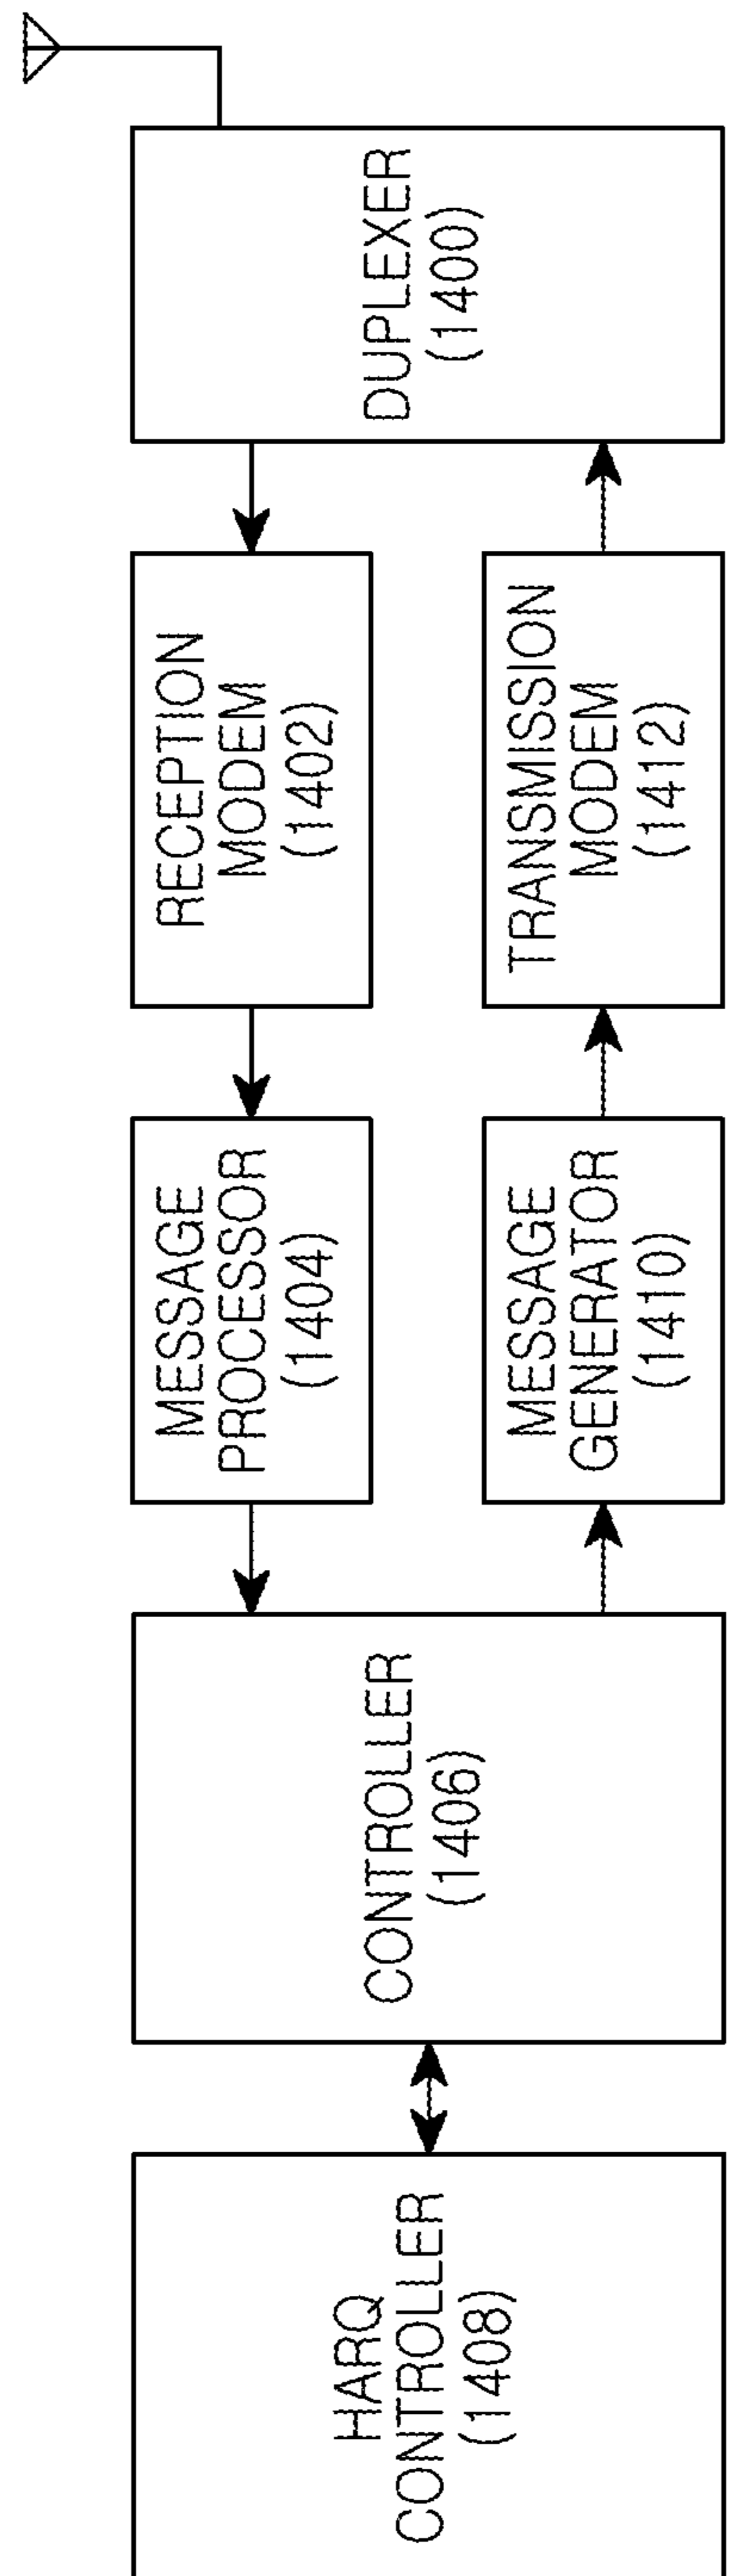 HARQ
CONTROLLER
(1408)
CONTROLLER
(1406)
MESSAGE
PROCESSOR
(1404)
RECEPTION
MODEM
(1402)
MESSAGE
GENERATOR
(1410)
TRANSMISSION
MODEM
(1412)
DUPLEXER
(1400)